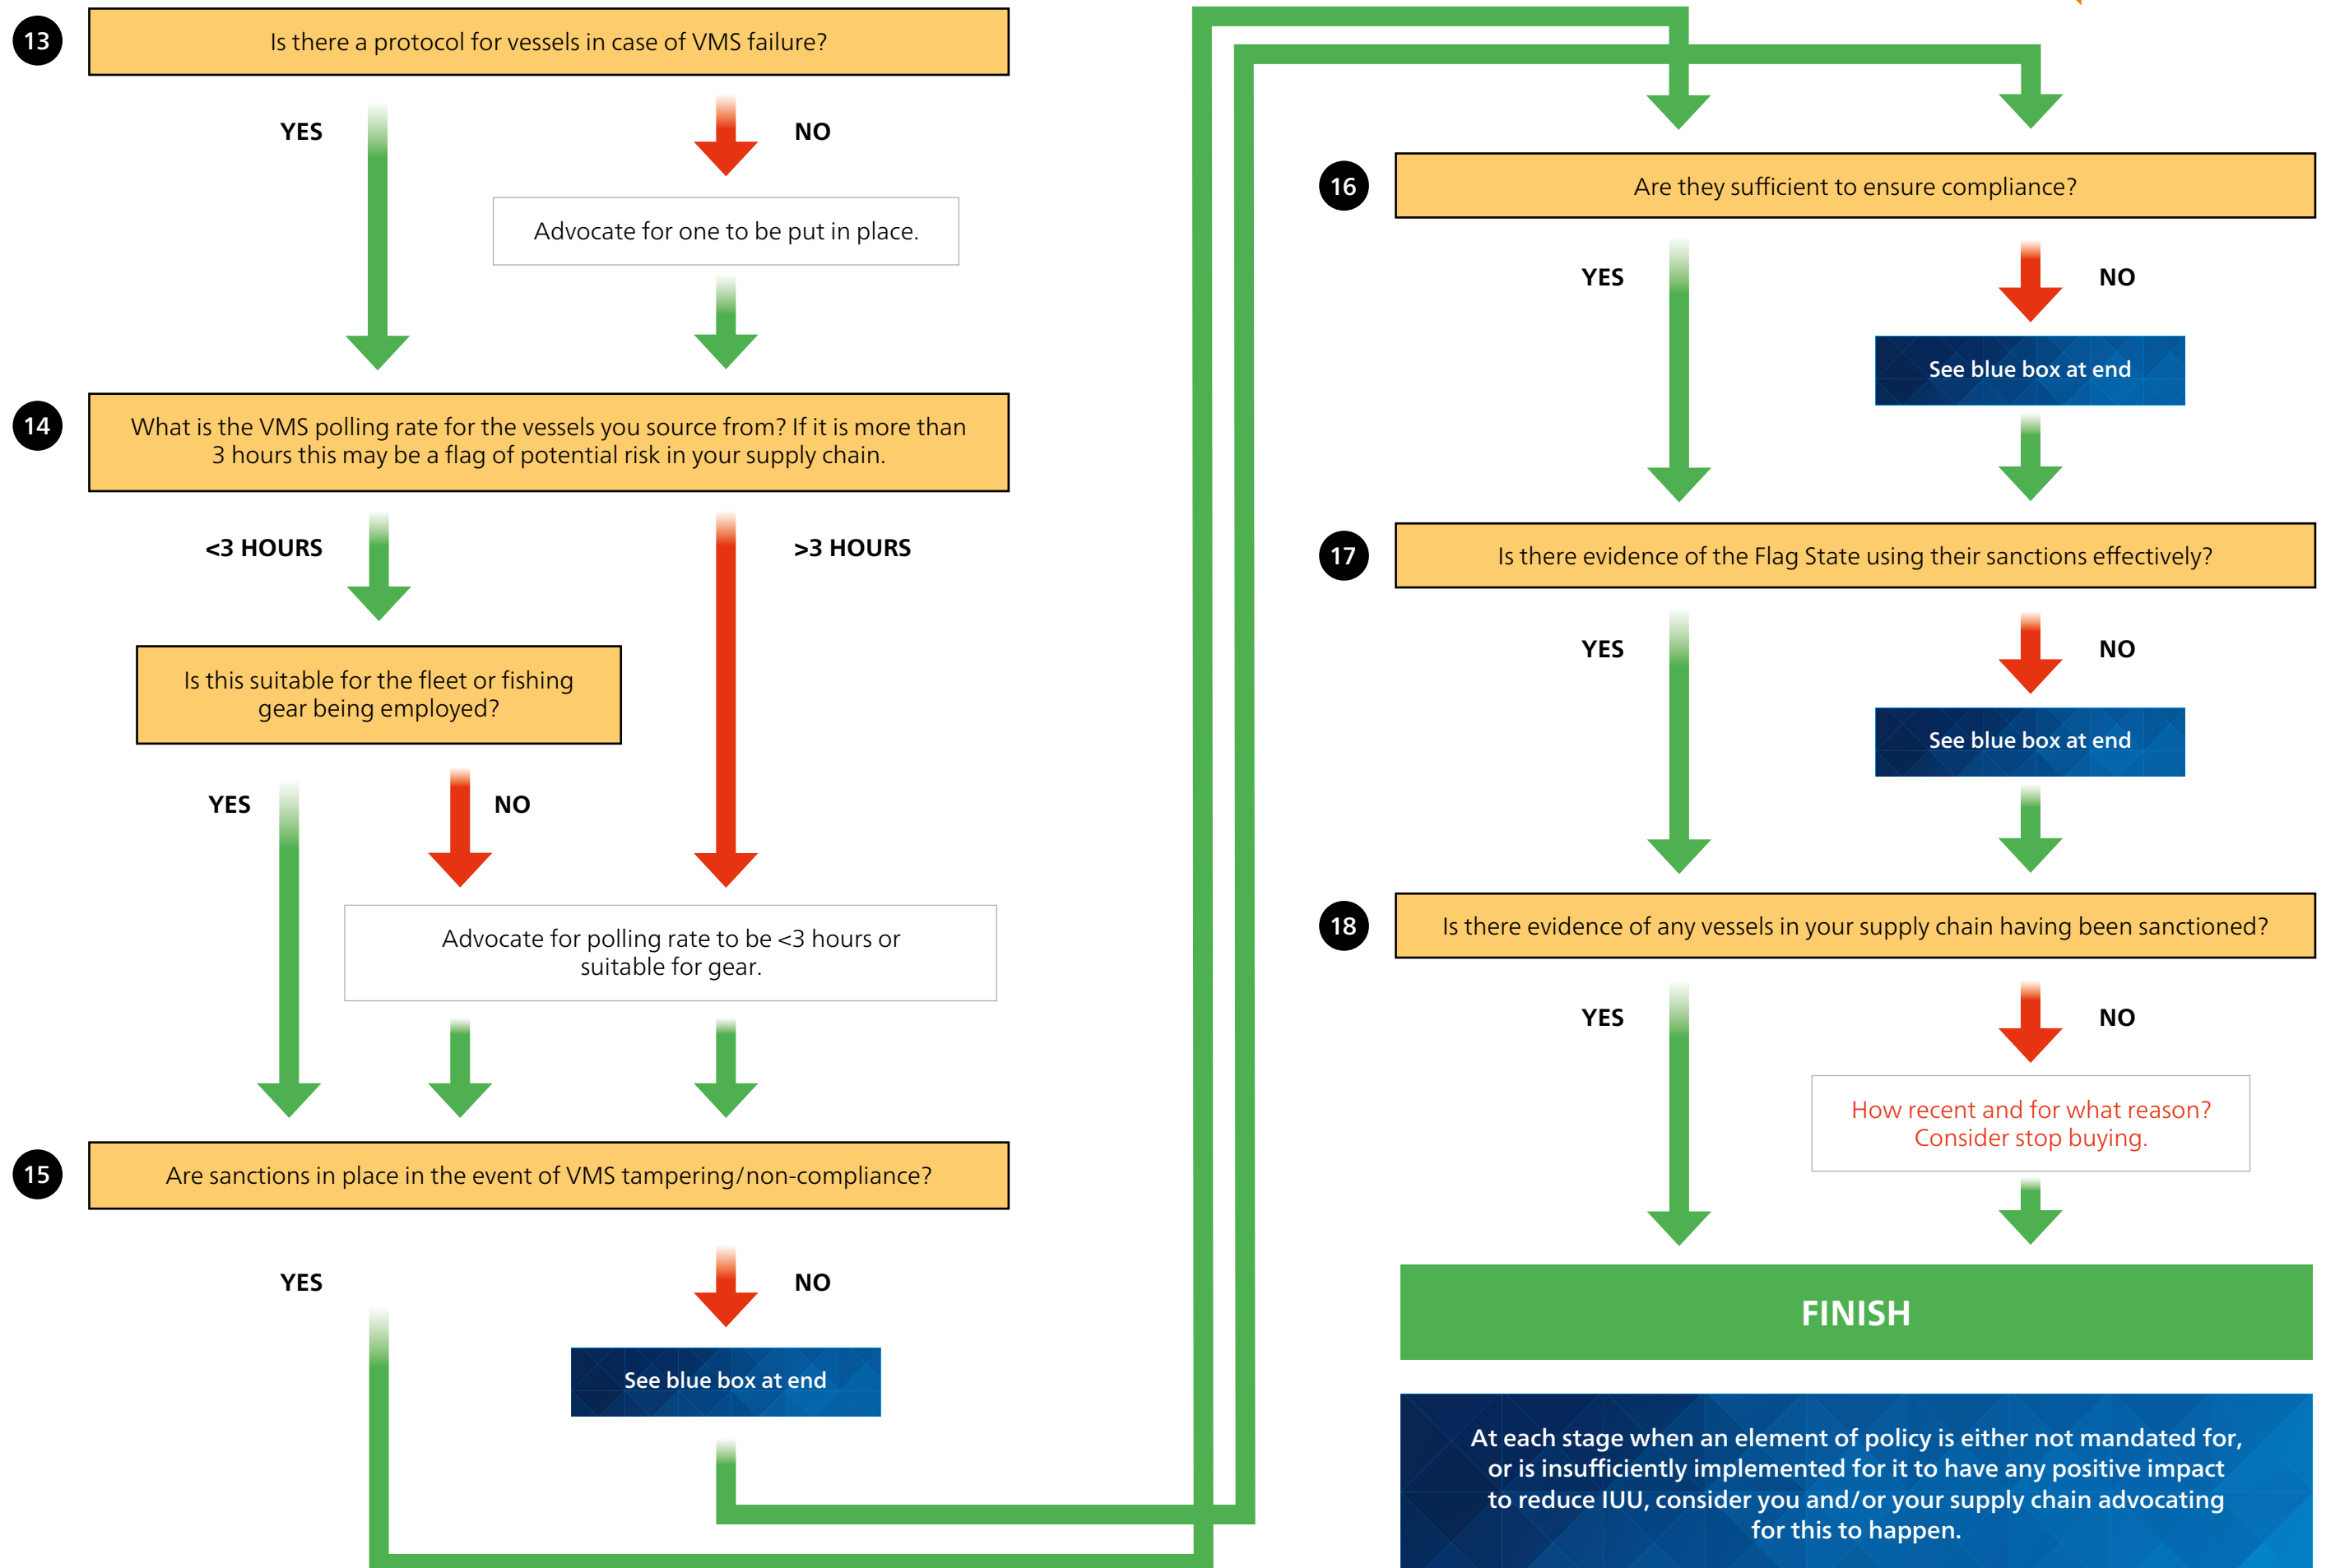 13
Is there a protocol for vessels in case of VMS failure?
YES
NO
Advocate for one to be put in place.
14
What is the VMS polling rate for the vessels you source from? If it is more than
3 hours this may be a flag of potential risk in your supply chain.
<3 HOURS
>3 HOURS
Is this suitable for the fleet or fishing
gear being employed?
YES
NO
Advocate for polling rate to be <3 hours or
suitable for gear.
15
Are sanctions in place in the event of VMS tampering/non-compliance?
YES
NO
See blue box at end
16
Are they sufficient to ensure compliance?
YES
NO
See blue box at end
17
Is there evidence of the Flag State using their sanctions effectively?
YES
NO
See blue box at end
18
Is there evidence of any vessels in your supply chain having been sanctioned?
YES
NO
How recent and for what reason?
Consider stop buying.
FINISH
At each stage when an element of policy is either not mandated for,
or is insufficiently implemented for it to have any positive impact
to reduce IUU, consider you and/or your supply chain advocating
for this to happen.